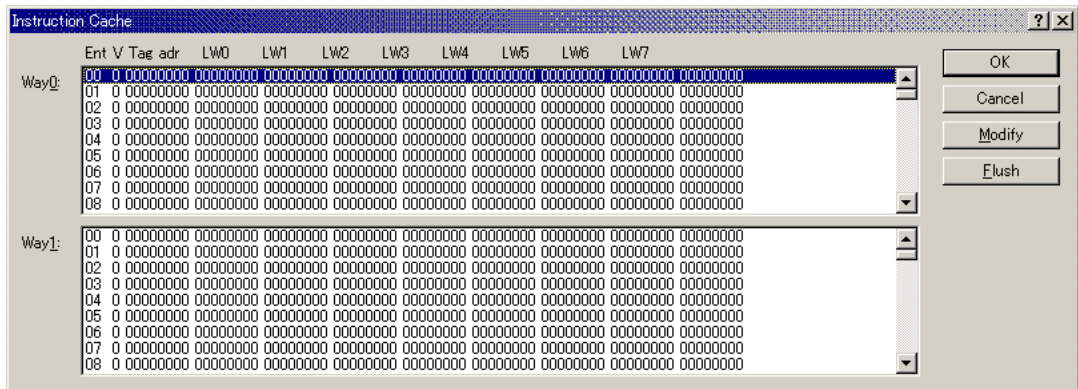 Instruction Cache
Ent V Tag adr LW0 LW1 LW2 LW3 LW4 LW5 LW6 LW7
OK
Way0:
00 0 00000000 00000000 00000000 00000000 00000000 00000000 00000000 00000000 00000000
01 0 00000000 00000000 00000000 00000000 00000000 00000000 00000000 00000000 00000000
Cancel
02 0 00000000 00000000 00000000 00000000 00000000 00000000 00000000 00000000 00000000
03 0 00000000 00000000 00000000 00000000 00000000 00000000 00000000 00000000 00000000
04 0 00000000 00000000 00000000 00000000 00000000 00000000 00000000 00000000 00000000
Modify
05 0 00000000 00000000 00000000 00000000 00000000 00000000 00000000 00000000 00000000
06 0 00000000 00000000 00000000 00000000 00000000 00000000 00000000 00000000 00000000
Flush
07 0 00000000 00000000 00000000 00000000 00000000 00000000 00000000 00000000 00000000
08 0 00000000 00000000 00000000 00000000 00000000 00000000 00000000 00000000 00000000
Way1:
00 0 00000000 00000000 00000000 00000000 00000000 00000000 00000000 00000000 00000000
01 0 00000000 00000000 00000000 00000000 00000000 00000000 00000000 00000000 00000000
02 0 00000000 00000000 00000000 00000000 00000000 00000000 00000000 00000000 00000000
03 0 00000000 00000000 00000000 00000000 00000000 00000000 00000000 00000000 00000000
04 0 00000000 00000000 00000000 00000000 00000000 00000000 00000000 00000000 00000000
05 0 00000000 00000000 00000000 00000000 00000000 00000000 00000000 00000000 00000000
06 0 00000000 00000000 00000000 00000000 00000000 00000000 00000000 00000000 00000000
07 0 00000000 00000000 00000000 00000000 00000000 00000000 00000000 00000000 00000000
08 0 00000000 00000000 00000000 00000000 00000000 00000000 00000000 00000000 00000000